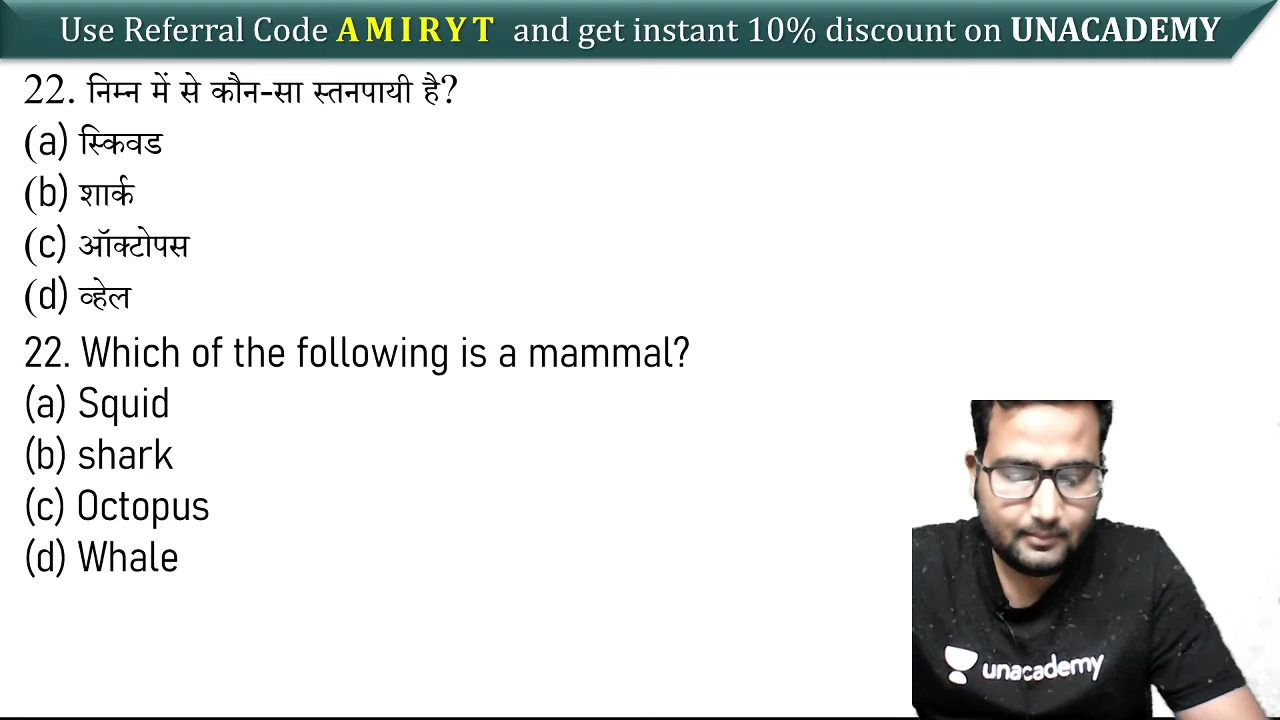 Use Referral Code AMIRYT and get instant 10% discount on UNACADEMY
22. निम्न में से कौन-सा स्तनपायी है?
(a) स्किवड
(b) शार्क
(c) ऑक्टोपस
(d) व्हेल
22. Which of the following is a mammal?
(a) Squid
(b) shark
(c) Octopus
(d) Whale
unacademy